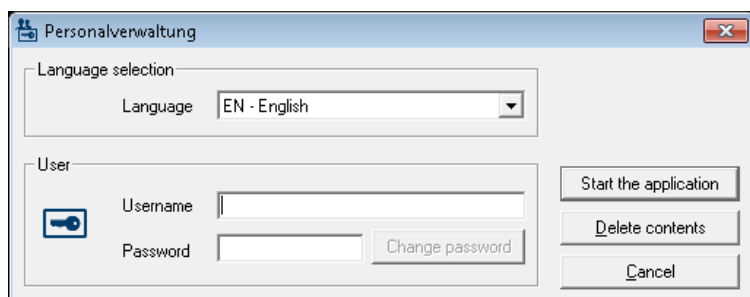 Personalverwaltung
Language selection
Language EN - English
User
Username
Password Change password
Start the application
Delete contents
Cancel